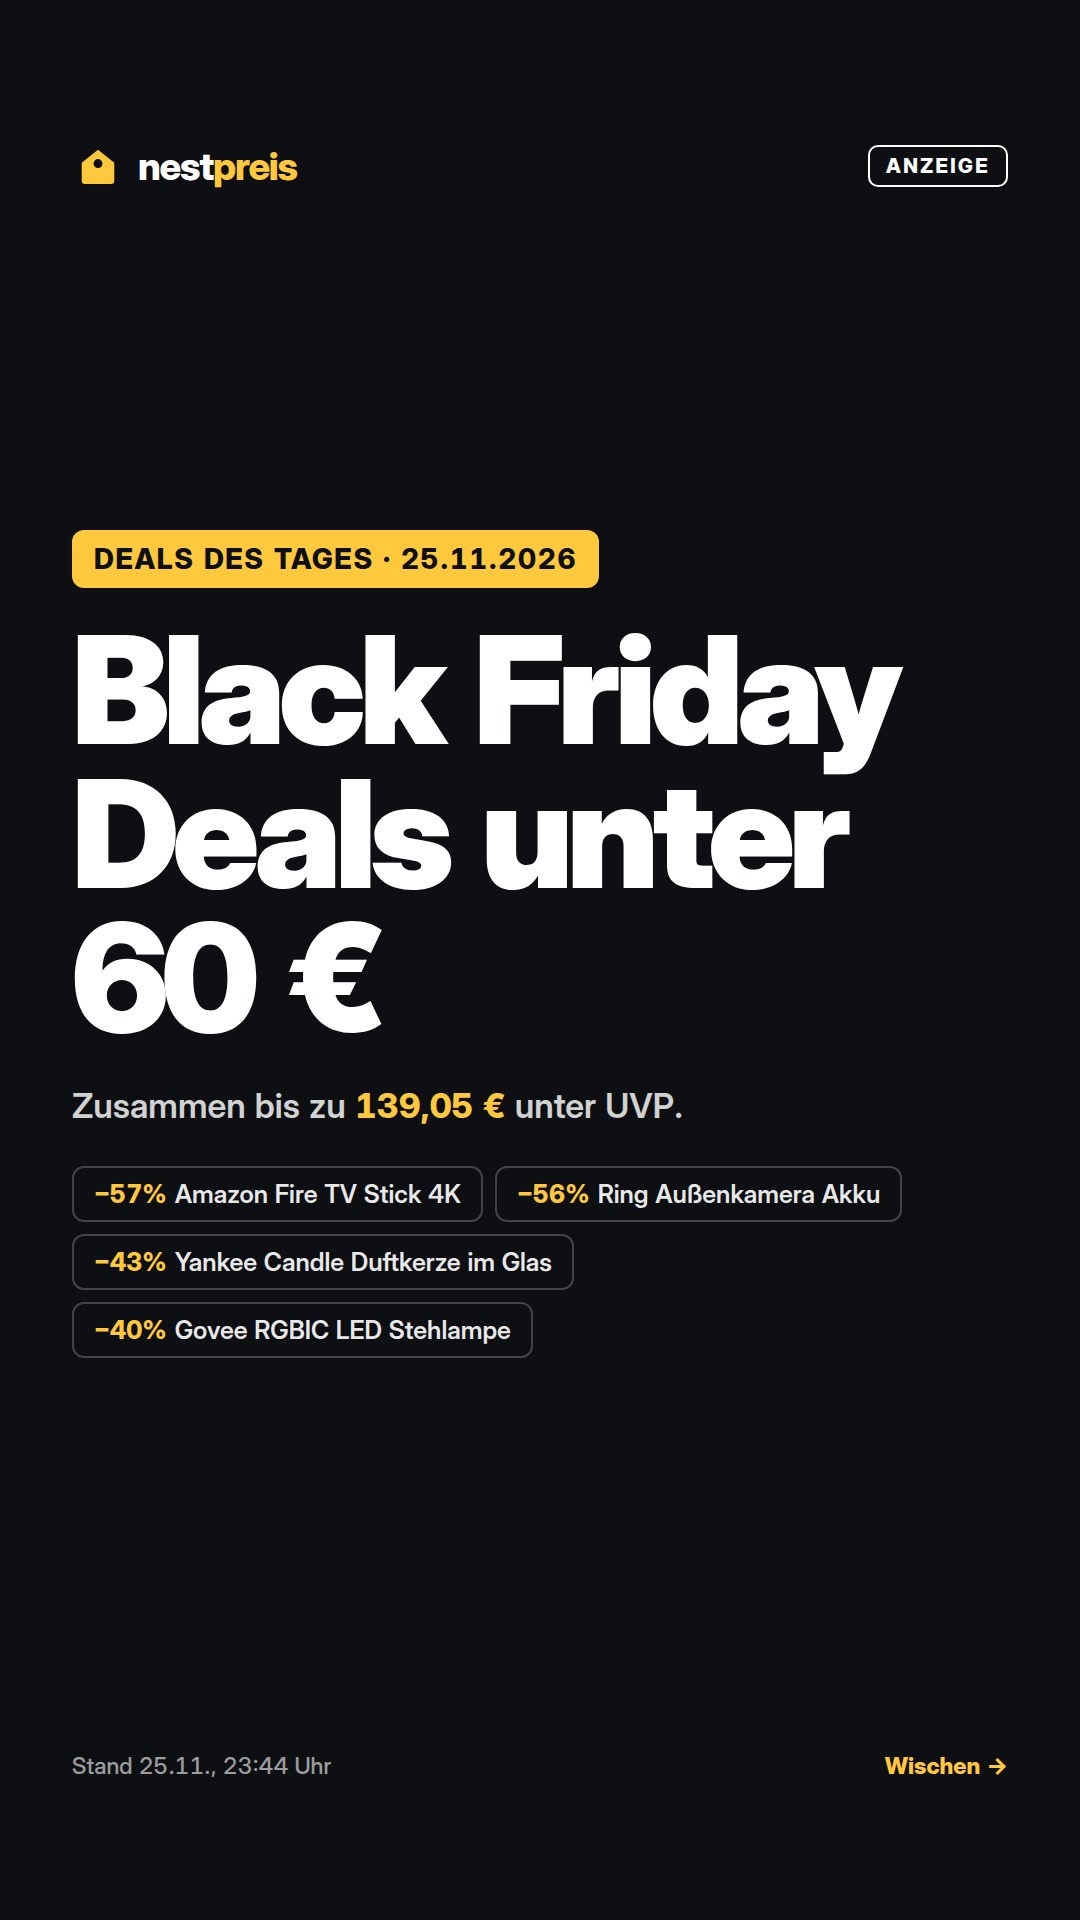 nestpreis
ANZEIGE
DEALS DES TAGES · 25.11.2026
Black Friday
Deals unter
60 €
Zusammen bis zu 139,05 € unter UVP.
−57% Amazon Fire TV Stick 4K
−56% Ring Außenkamera Akku
−43% Yankee Candle Duftkerze im Glas
−40% Govee RGBIC LED Stehlampe
Stand 25.11., 23:44 Uhr
Wischen →